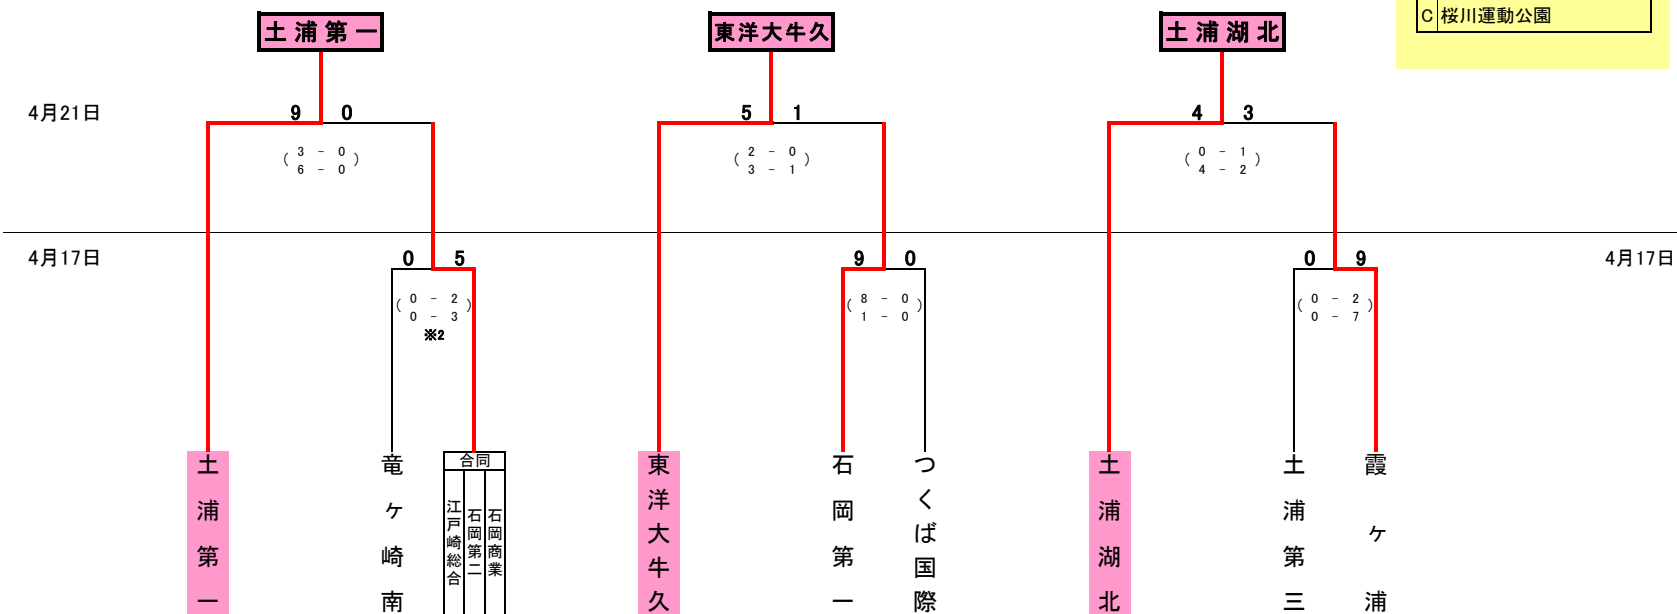 C 桜川運動公園
土浦第一
東洋大牛久
土浦湖北
4月21日
9 0
( 3 - 0
6 - 0 )
5 1
( 2 - 0
3 - 1 )
4 3
( 0 - 1
4 - 2 )
4月17日
4月17日
0 5
( 0 - 2
0 - 3 )
※2
9 0
( 8 - 0
1 - 0 )
0 9
( 0 - 2
0 - 7 )
土浦第一
竜ヶ崎南
合同
江戸崎総合
石岡第二
石岡商業
東洋大牛久
石岡第一
つくば国際
土浦湖北
土浦第三
霞ヶ浦